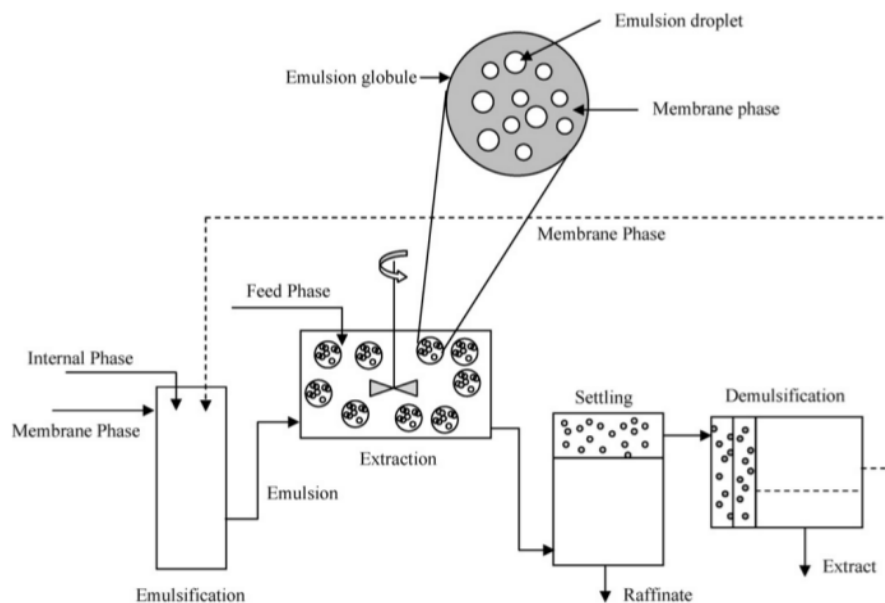 Emulsion droplet
Emulsion globule
Membrane phase
Membrane Phase
Feed Phase
Internal Phase
Membrane Phase
Settling
Demulsification
Extraction
Emulsion
Emulsification
Raffinate
Extract